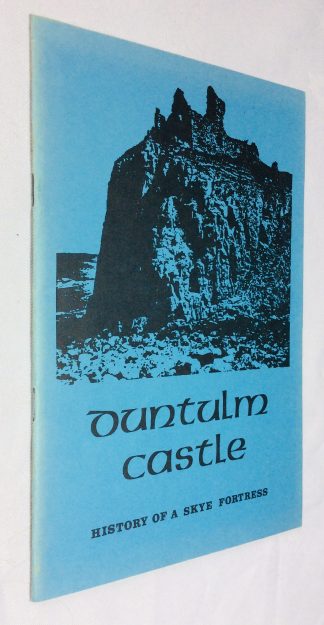 Duntulm
Castle
HISTORY OF A SKYE FORTRESS